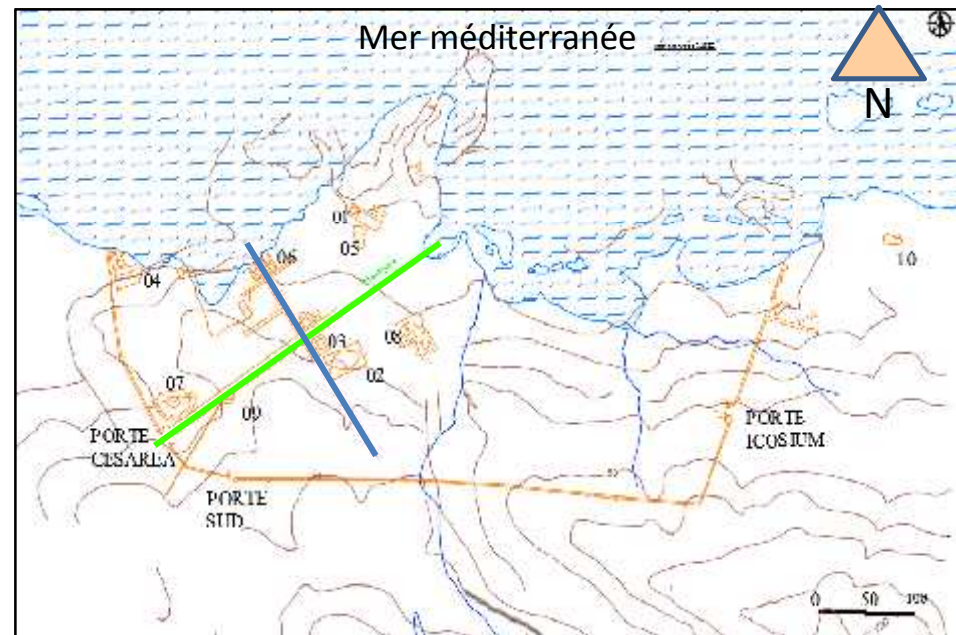 Mer méditerranée
N
01
05
06
04
10
03
08
02
07
09
PORTE
CESAREA
PORTE
SUD
PORTE
ICOSIUM
0 50 100